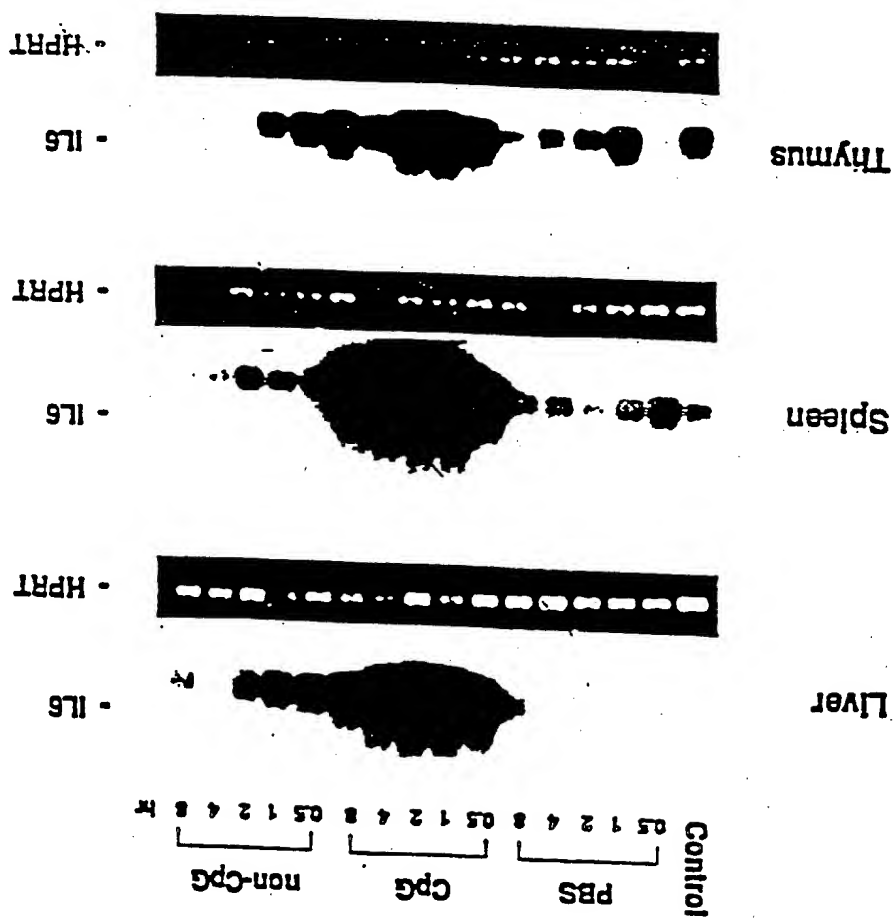 Control
PBS CpG non-CpG
0.5 1 2 4 8 0.5 1 2 4 8 0.5 1 2 4 8 hr
Liver - IL6
- HPRT
Spleen - IL6
- HPRT
Thymus - IL6
- HPRT